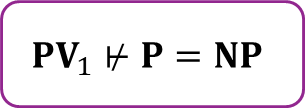 PV₁ ⊬ P = NP